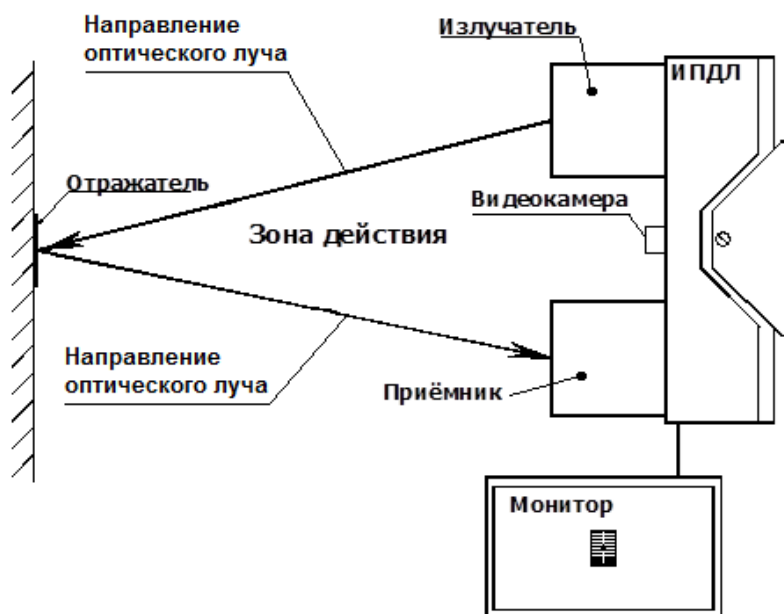 Направление
оптического луча
Излучатель
ИПДЛ
Отражатель
Видеокамера
Зона действия
Направление
оптического луча
Приёмник
Монитор